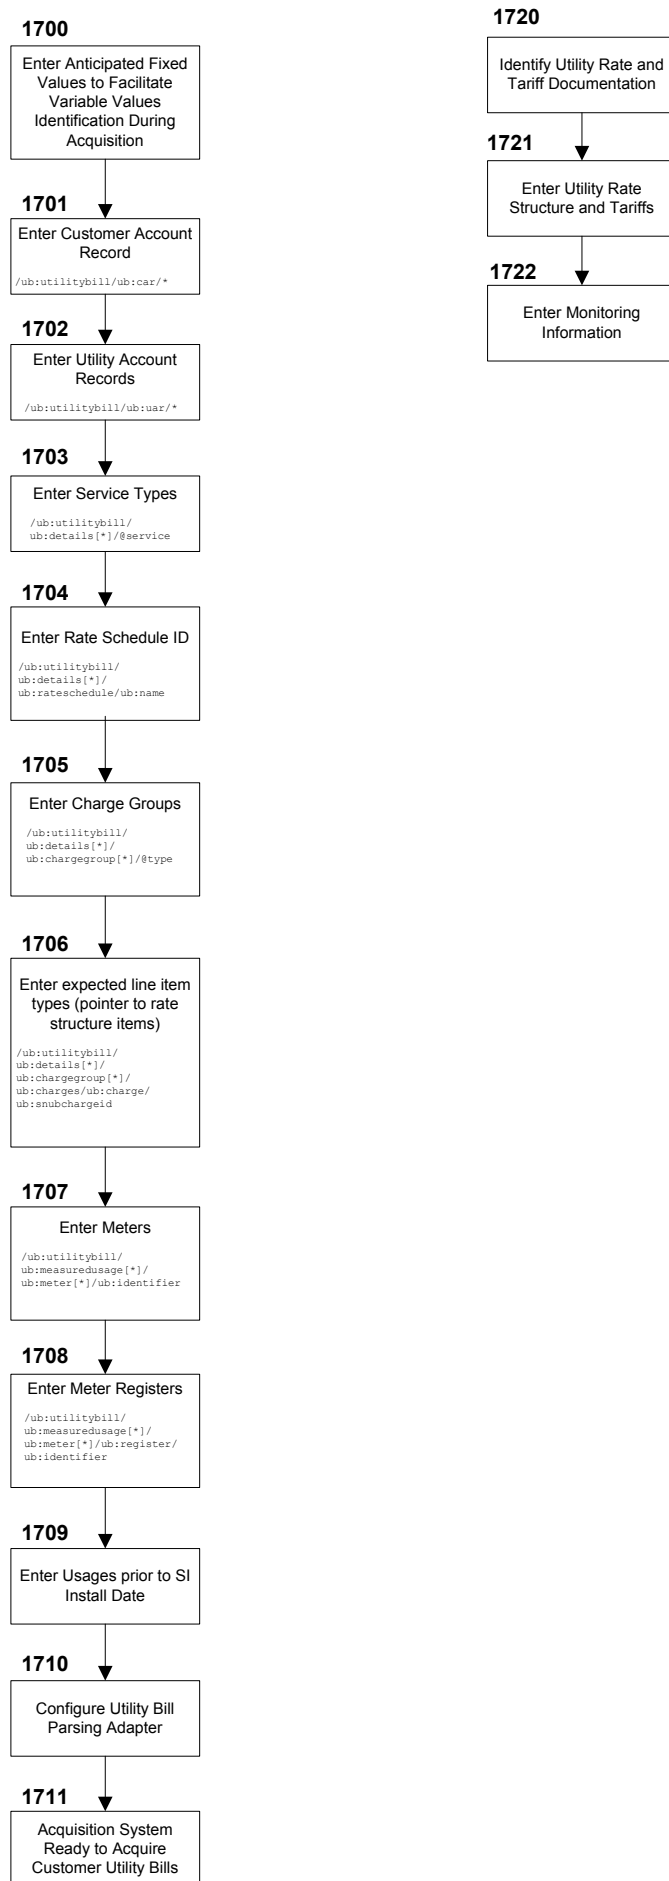 1700
Enter Anticipated Fixed
Values to Facilitate
Variable Values
Identification During
Acquisition
1701
Enter Customer Account
Record
/ub:utilitybill/ub:car/*
1702
Enter Utility Account
Records
/ub:utilitybill/ub:uar/*
1703
Enter Service Types
/ub:utilitybill/
ub:details[*]/@service
1704
Enter Rate Schedule ID
/ub:utilitybill/
ub:details[*]/
ub:rateschedule/ub:name
1705
Enter Charge Groups
/ub:utilitybill/
ub:details[*]/
ub:chargegroup[*]/@type
1706
Enter expected line item
types (pointer to rate
structure items)
/ub:utilitybill/
ub:details[*]/
ub:chargegroup[*]/
ub:charges/ub:charge/
ub:snubchargeid
1707
Enter Meters
/ub:utilitybill/
ub:measuredusage[*]/
ub:meter[*]/ub:identifier
1708
Enter Meter Registers
/ub:utilitybill/
ub:measuredusage[*]/
ub:meter[*]/ub:register/
ub:identifier
1709
Enter Usages prior to SI
Install Date
1710
Configure Utility Bill
Parsing Adapter
1711
Acquisition System
Ready to Acquire
Customer Utility Bills
1720
Identify Utility Rate and
Tariff Documentation
1721
Enter Utility Rate
Structure and Tariffs
1722
Enter Monitoring
Information